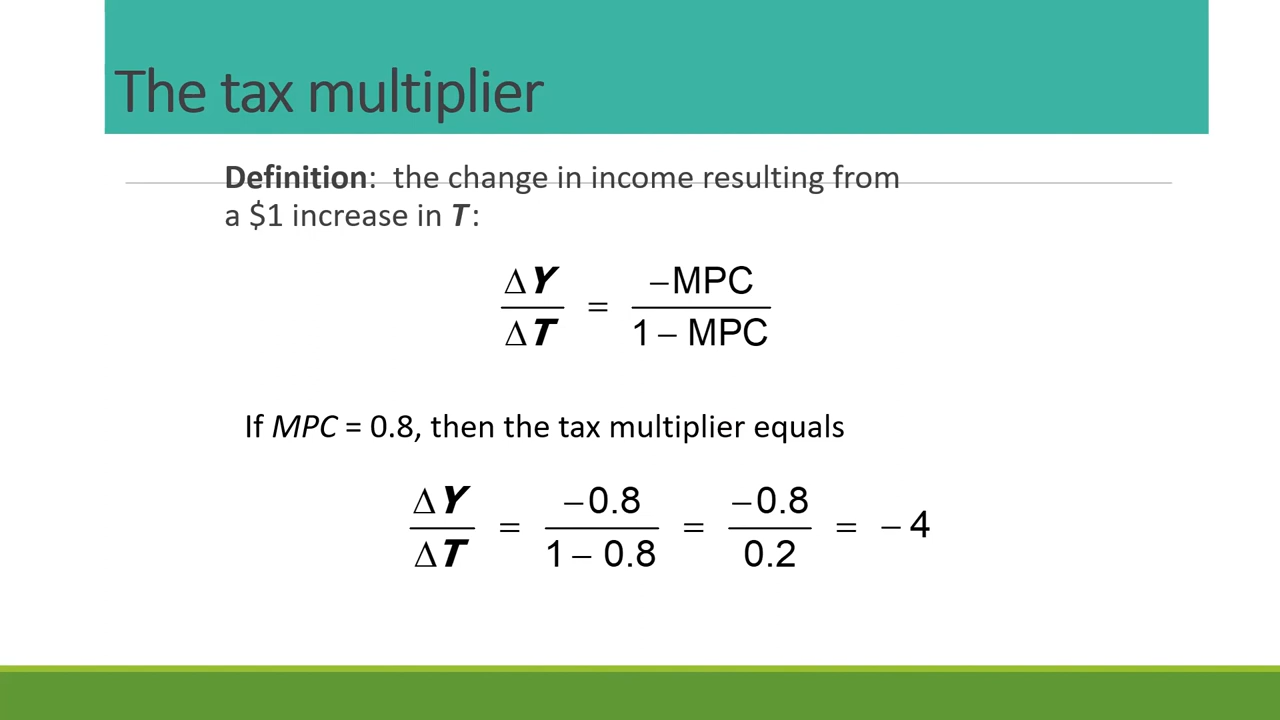 The tax multiplier
Definition: the change in income resulting from
a $1 increase in T:
ΔY / ΔT = −MPC / 1 − MPC
If MPC = 0.8, then the tax multiplier equals
ΔY / ΔT = −0.8 / 1 − 0.8 = −0.8 / 0.2 = − 4